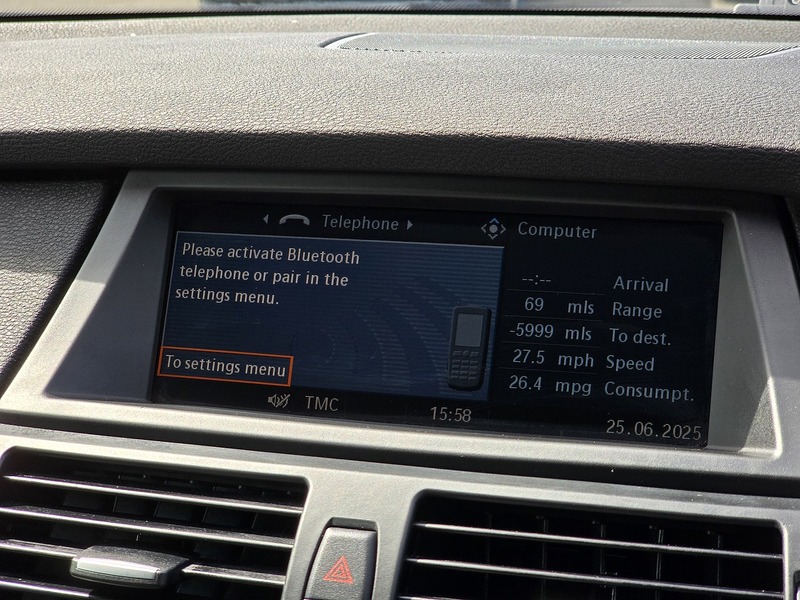 Telephone
Please activate Bluetooth
telephone or pair in the
settings menu.
To settings menu
Computer
--:-- Arrival
69 mls Range
-5999 mls To dest.
27.5 mph Speed
26.4 mpg Consumpt.
TMC
15:58
25.06.2025